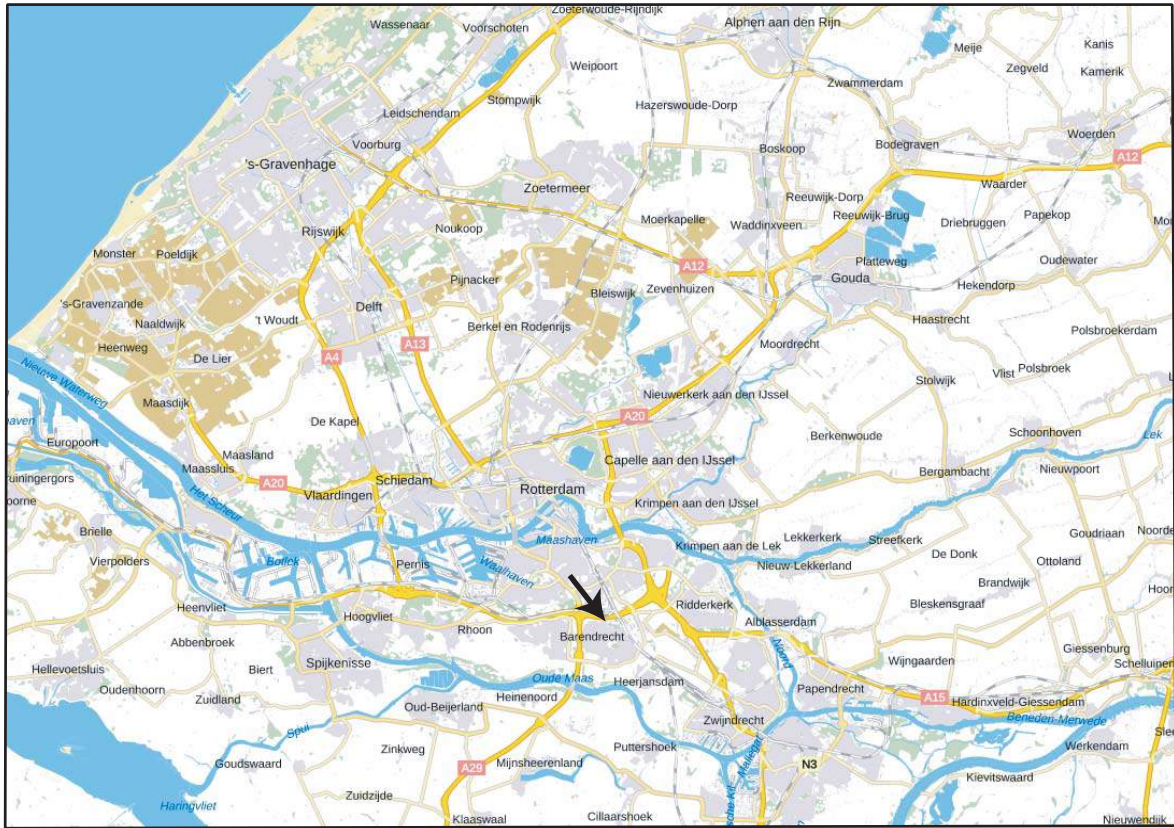 Zoeterwoude-Rijndijk
Wassenaar
Voorschoten
Alphen aan den Rijn
Meije
Kanis
Zegveld
Kamerik
Weipoort
Zwammerdam
Stompwijk
Hazerswoude-Dorp
Leidschendam
Woerden
Voorburg
Boskoop
Bodegraven
A12
's-Gravenhage
Zoetermeer
Waarder
Reeuwijk-Dorp
Moerkapelle
Reeuwijk-Brug
Papekop
Waddinxveen
Driebruggen
Noukoop
Rijswijk
Monster
Poeldijk
Platteweg
Oudewater
A12
Pijnacker
Gouda
Hekendorp
Bleiswijk
Zevenhuizen
's-Gravenzande
Delft
Naaldwijk
't Woudt
Haastrecht
Berkel en Rodenrijs
Polsbroekerdam
Heenweg
De Lier
A4
A13
Moordrecht
Nieuwe Waterweg
Vlist
Polsbroek
Stolwijk
Nieuwerkerk aan den IJssel
Maasdijk
A20
De Kapel
Berkenwoude
Schoonhoven
Lek
Europoort
Maasland
Capelle aan den IJssel
Maassluis
Bergambacht
Nieuwpoort
A20
Schiedam
Vlaardingen
Rotterdam
Het Scheur
Krimpen aan den IJssel
Brielle
Goudriaan
Maashaven
Lekkerkerk
Streefkerk
Krimpen aan de Lek
De Donk
Vierpolders
Botlek
Pernis
Waalhaven
Nieuw-Lekkerland
Ottoland
Brandwijk
Heenvliet
Hoogvliet
Ridderkerk
Bleskensgraaf
Rhoon
Alblasserdam
Abbenbroek
Barendrecht
Giessenburg
Noord
Hellevoetsluis
Biert
Spijkenisse
Wijngaarden
Schelluinen
Oude Maas
Heerjansdam
Oudenhoorn
Zuidland
Heinenoord
Papendrecht
A15
Oud-Beijerland
Hardinxveld-Giessendam
Spui
Zwijndrecht
Beneden-Merwede
Zinkweg
Puttershoek
Werkendam
Goudswaard
A29
Mijnsheerenland
N3
Kievitswaard
Haringvliet
Zuidzijde
Klaaswaal
Cillaarshoek
Nieuwendijk